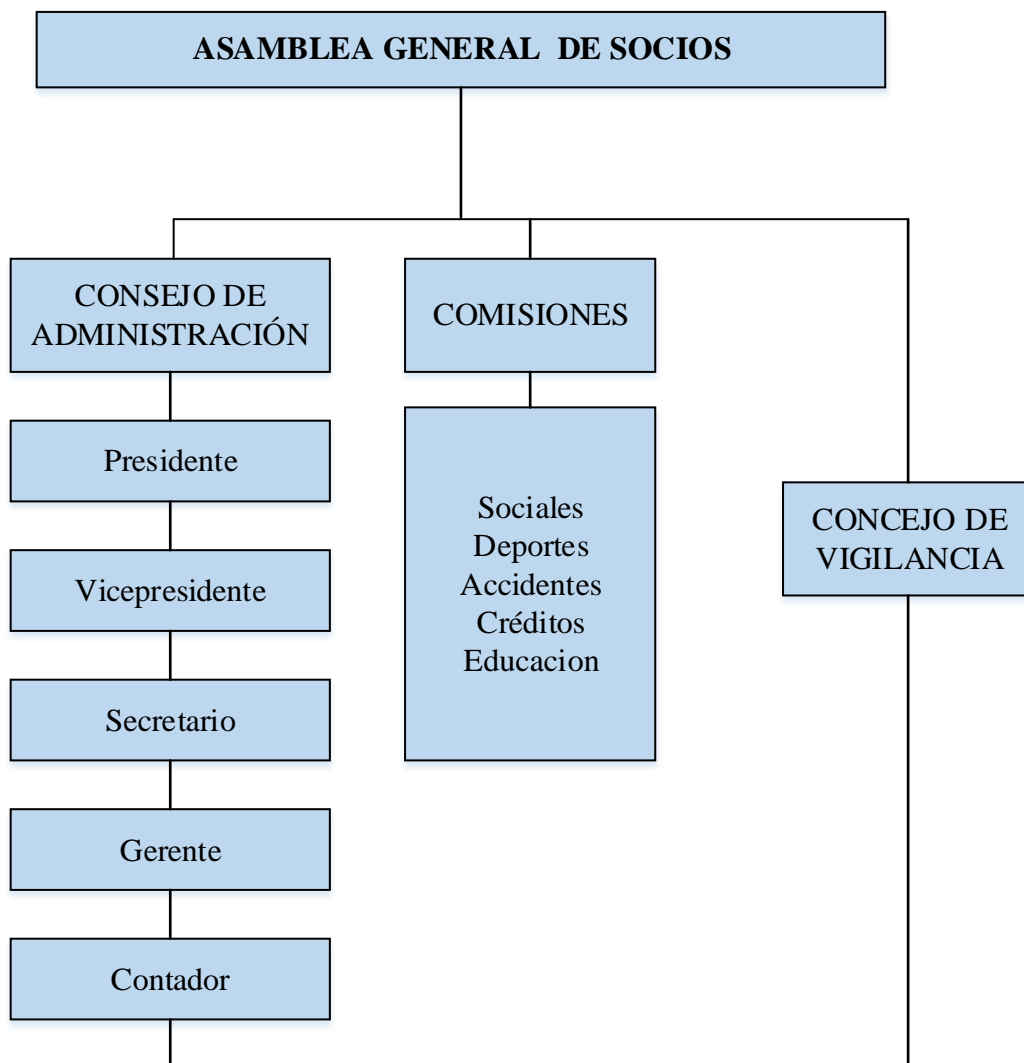 ASAMBLEA GENERAL DE SOCIOS
CONSEJO DE
ADMINISTRACIÓN
COMISIONES
Presidente
Sociales
Deportes
Accidentes
Créditos
Educacion
CONCEJO DE
VIGILANCIA
Vicepresidente
Secretario
Gerente
Contador